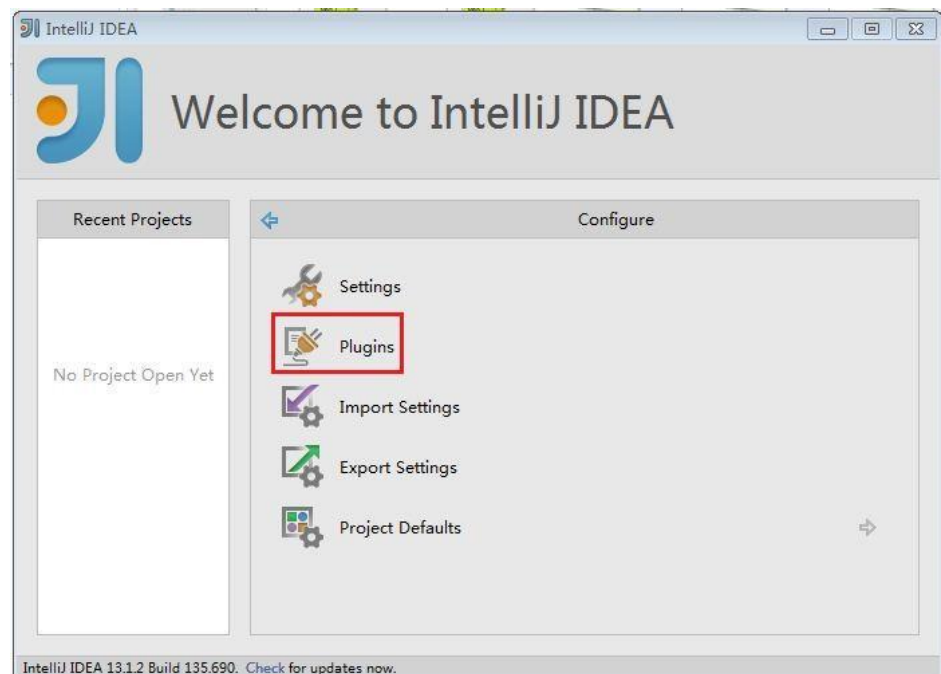 IntelliJ IDEA
Welcome to IntelliJ IDEA
Recent Projects
Configure
Settings
Plugins
No Project Open Yet
Import Settings
Export Settings
Project Defaults
IntelliJ IDEA 13.1.2 Build 135.690. Check for updates now.